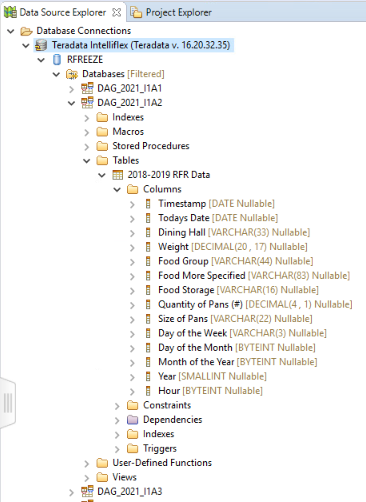 Data Source Explorer
Project Explorer
Database Connections
Teradata Intelliflex (Teradata v. 16.20.32.35)
RFREEZE
Databases [Filtered]
DAG_2021_I1A1
DAG_2021_I1A2
Indexes
Macros
Stored Procedures
Tables
2018-2019 RFR Data
Columns
Timestamp [DATE Nullable]
Todays Date [DATE Nullable]
Dining Hall [VARCHAR(33) Nullable]
Weight [DECIMAL(20 , 17) Nullable]
Food Group [VARCHAR(44) Nullable]
Food More Specified [VARCHAR(83) Nullable]
Food Storage [VARCHAR(16) Nullable]
Quantity of Pans (#) [DECIMAL(4 , 1) Nullable]
Size of Pans [VARCHAR(22) Nullable]
Day of the Week [VARCHAR(3) Nullable]
Day of the Month [BYTEINT Nullable]
Month of the Year [BYTEINT Nullable]
Year [SMALLINT Nullable]
Hour [BYTEINT Nullable]
Constraints
Dependencies
Indexes
Triggers
User-Defined Functions
Views
DAG_2021_I1A3